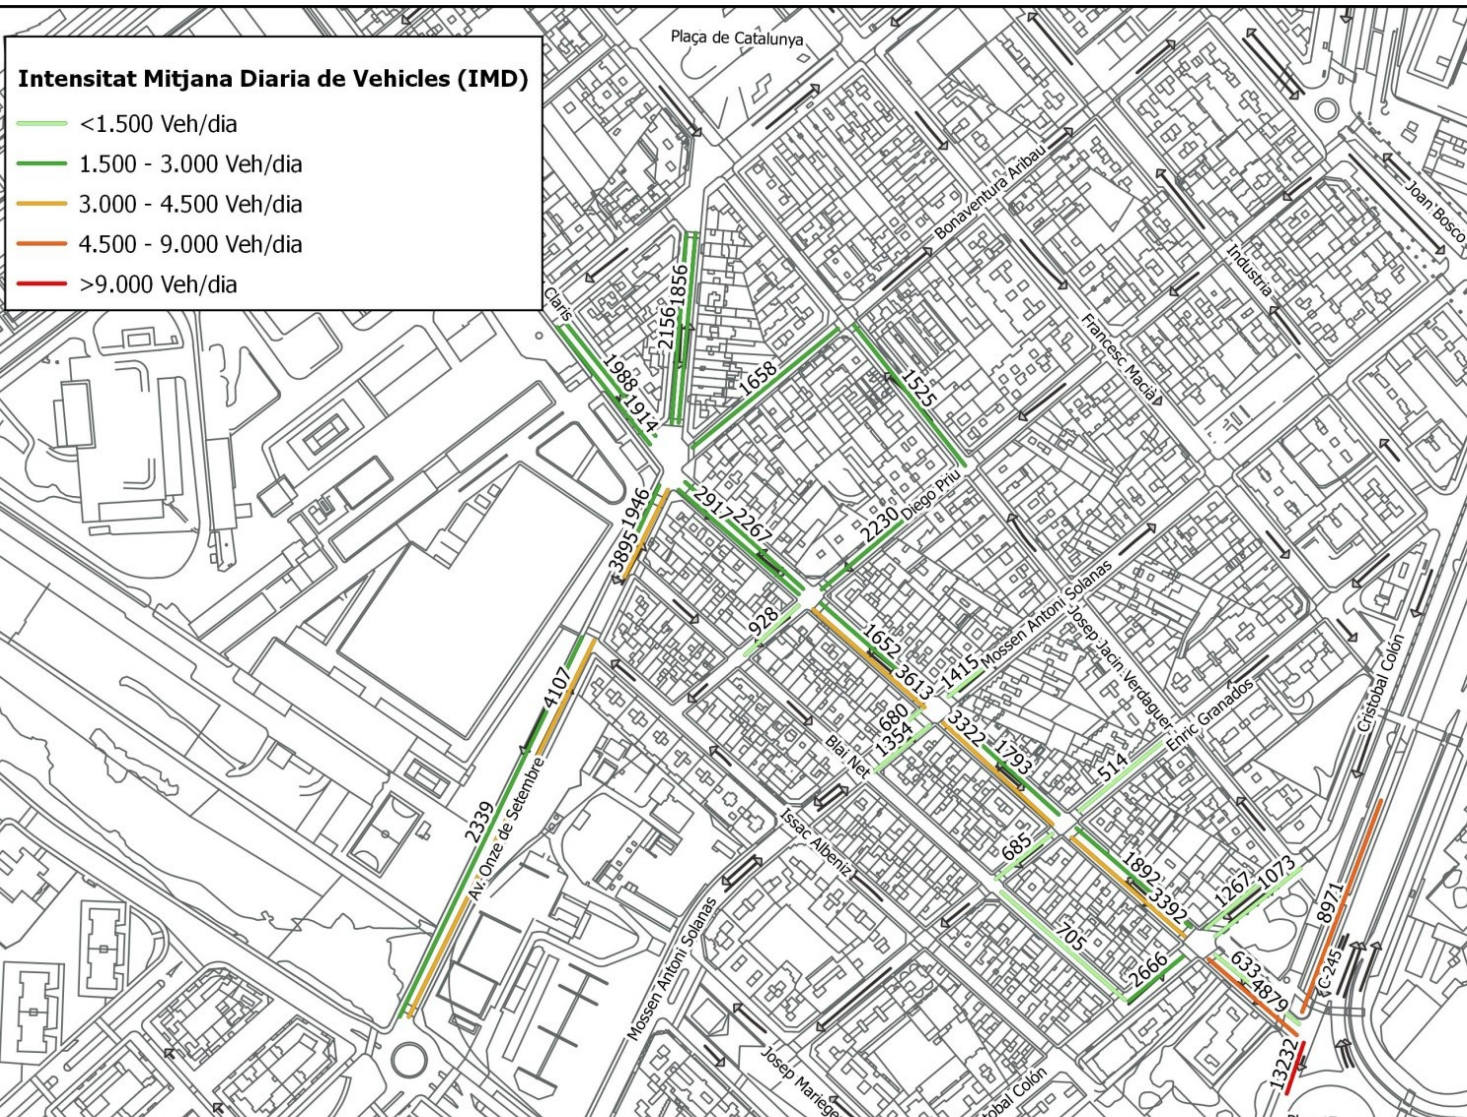 Plaça de Catalunya
Intensitat Mitjana Diaria de Vehicles (IMD)
<1.500 Veh/dia
1.500 - 3.000 Veh/dia
3.000 - 4.500 Veh/dia
4.500 - 9.000 Veh/dia
>9.000 Veh/dia
Bonaventura Aribau
Joan Bosco
Industria
Francesc Macià
Claris
2156
1856
1988
1914
1658
1525
Diego Priu
2230
2917
2267
1946
3895
928
1652
3613
1415
Mossen Antoni Solanas
Josep Jacin Verdaguer
Enric Granados
Cristobal Colón
4107
680
1354
3322
1793
514
Blai Net
2339
Av. Onze de Setembre
Issac Albeniz
685
1892
3392
1267
1073
8971
C-245
705
2666
633
4879
Mossen Antoni Solanas
13232
Josep Mariege
tobal Colón